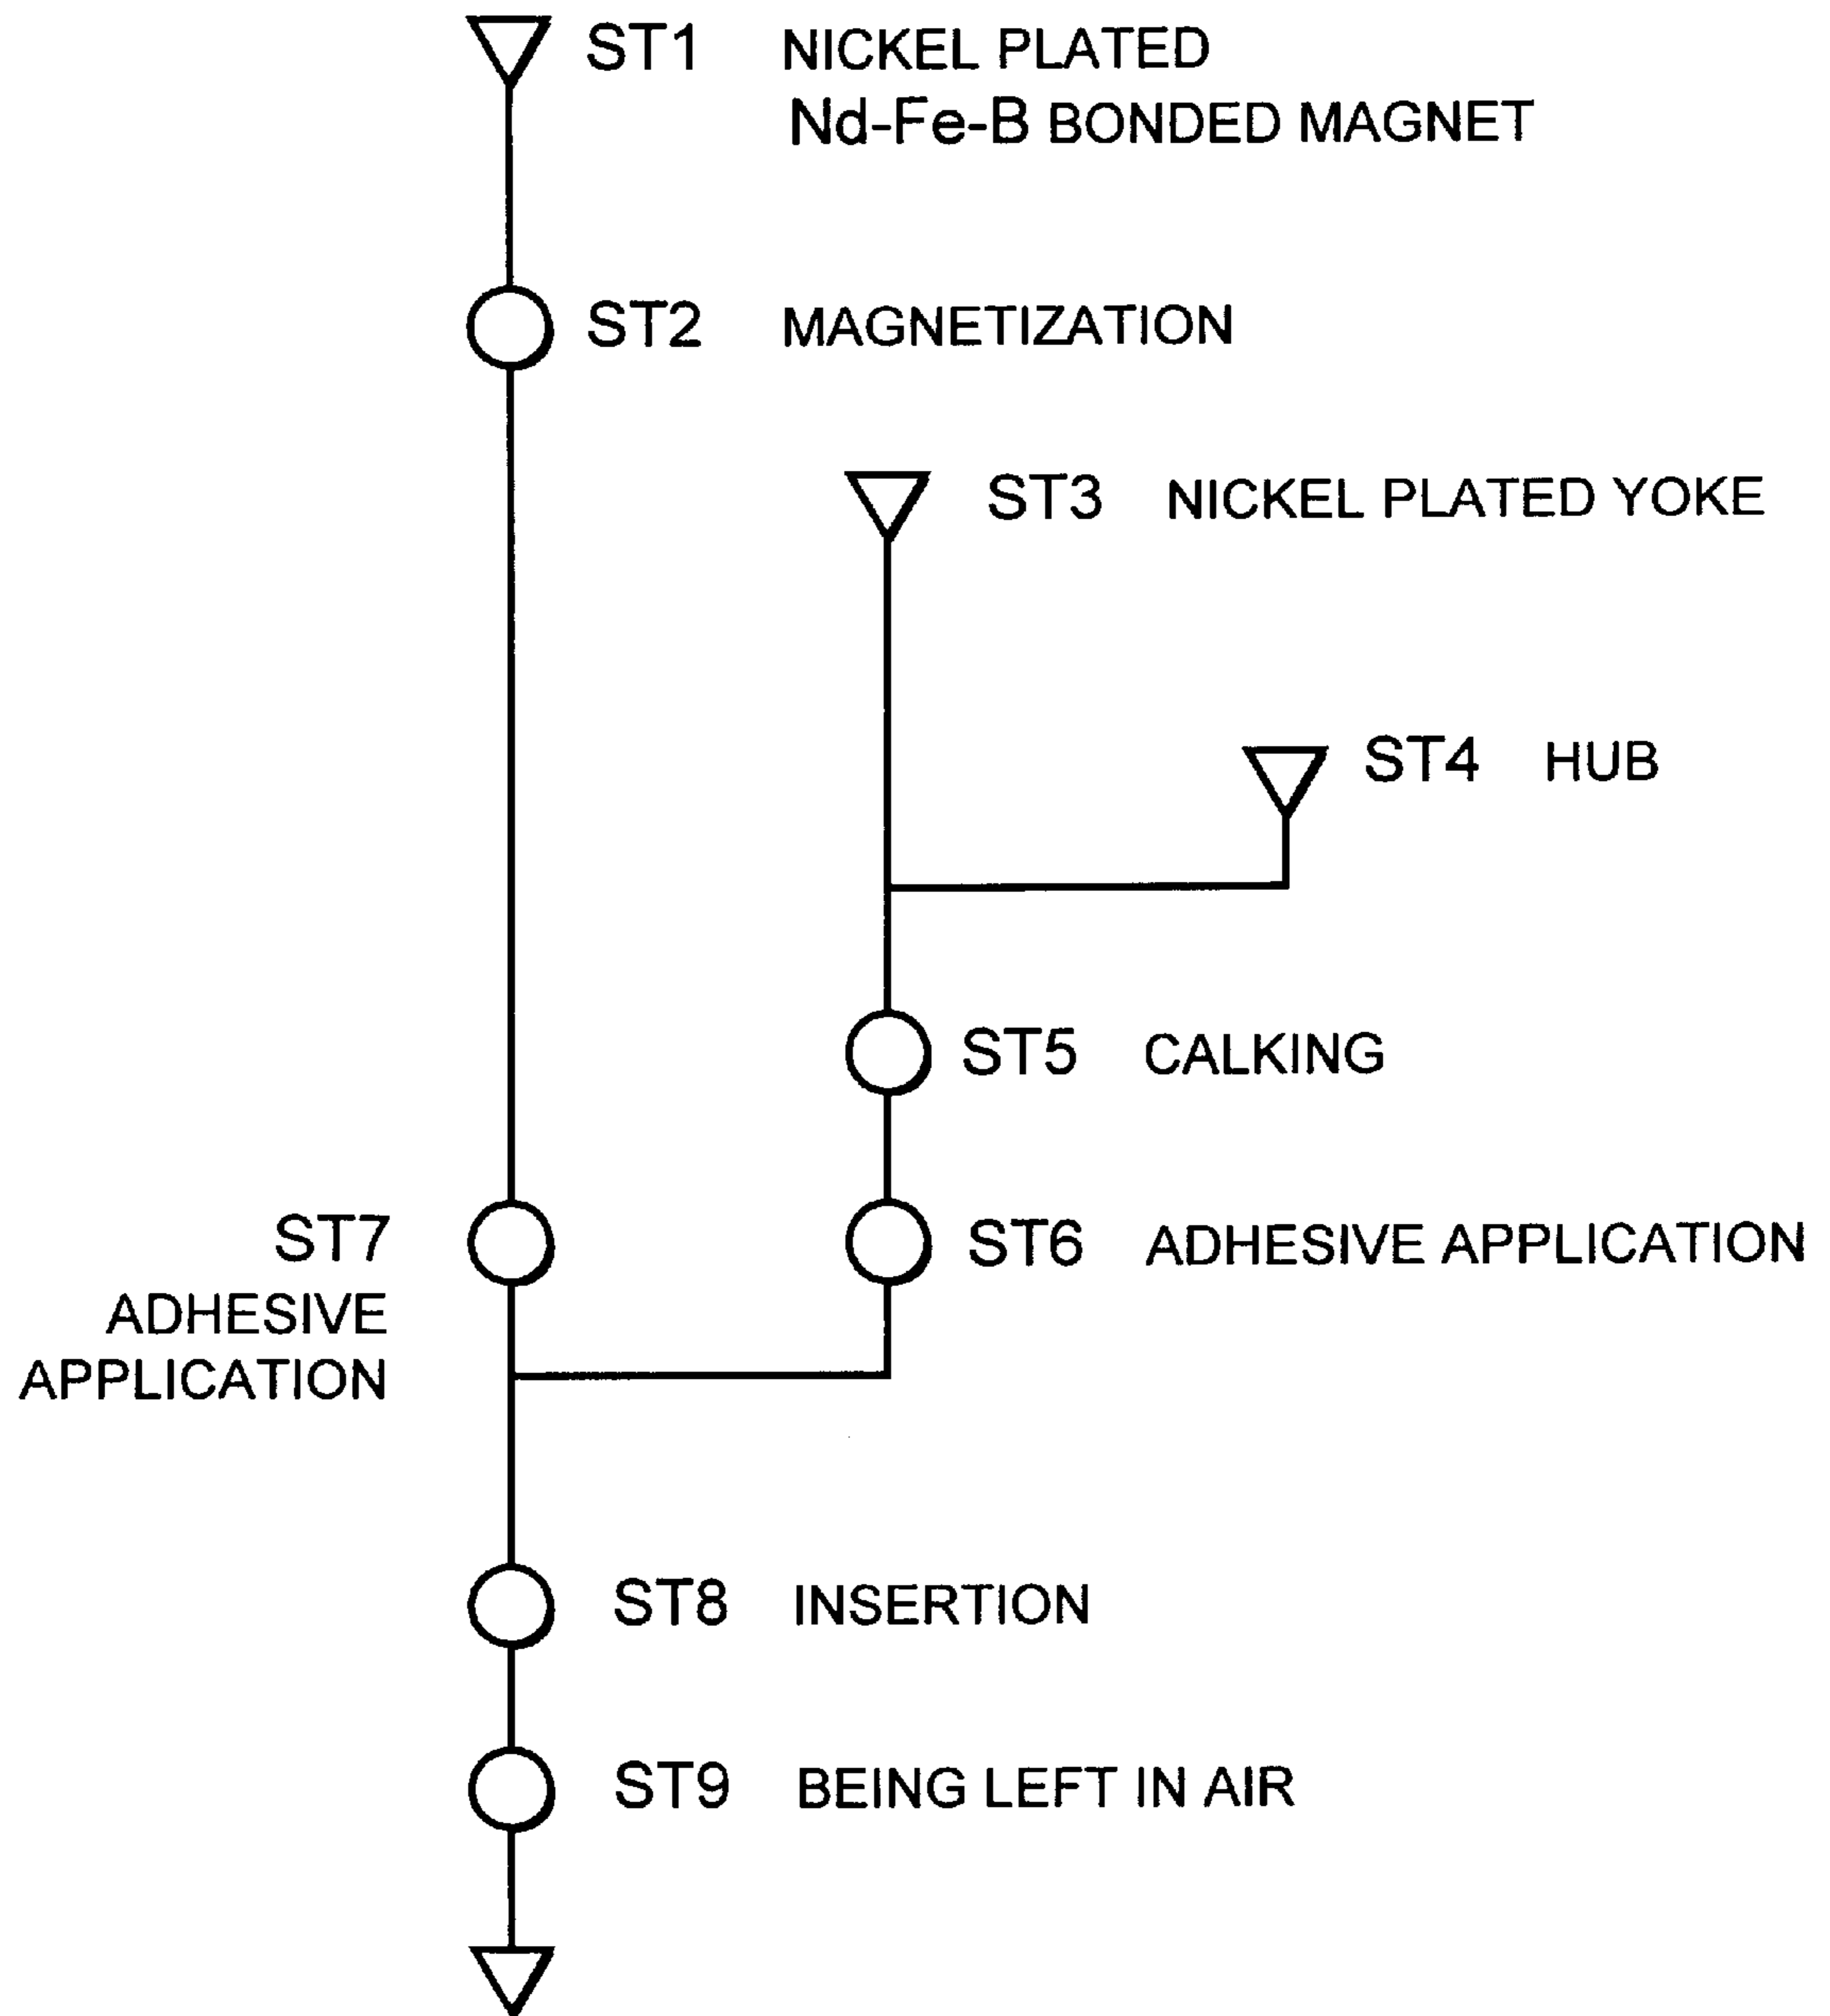 ST1 NICKEL PLATED
Nd-Fe-B BONDED MAGNET
ST2 MAGNETIZATION
ST3 NICKEL PLATED YOKE
ST4 HUB
ST5 CALKING
ST7
ADHESIVE
APPLICATION
ST6 ADHESIVE APPLICATION
ST8 INSERTION
ST9 BEING LEFT IN AIR